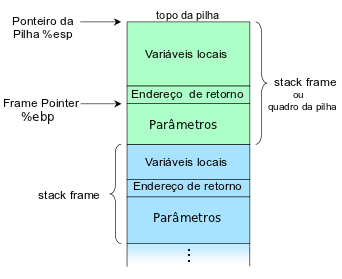 topo da pilha
Ponteiro da
Pilha %esp
Variáveis locais
Endereço de retorno
Frame Pointer
%ebp
Parâmetros
stack frame
ou
quadro da pilha
Variáveis locais
Endereço de retorno
stack frame
Parâmetros
⋮